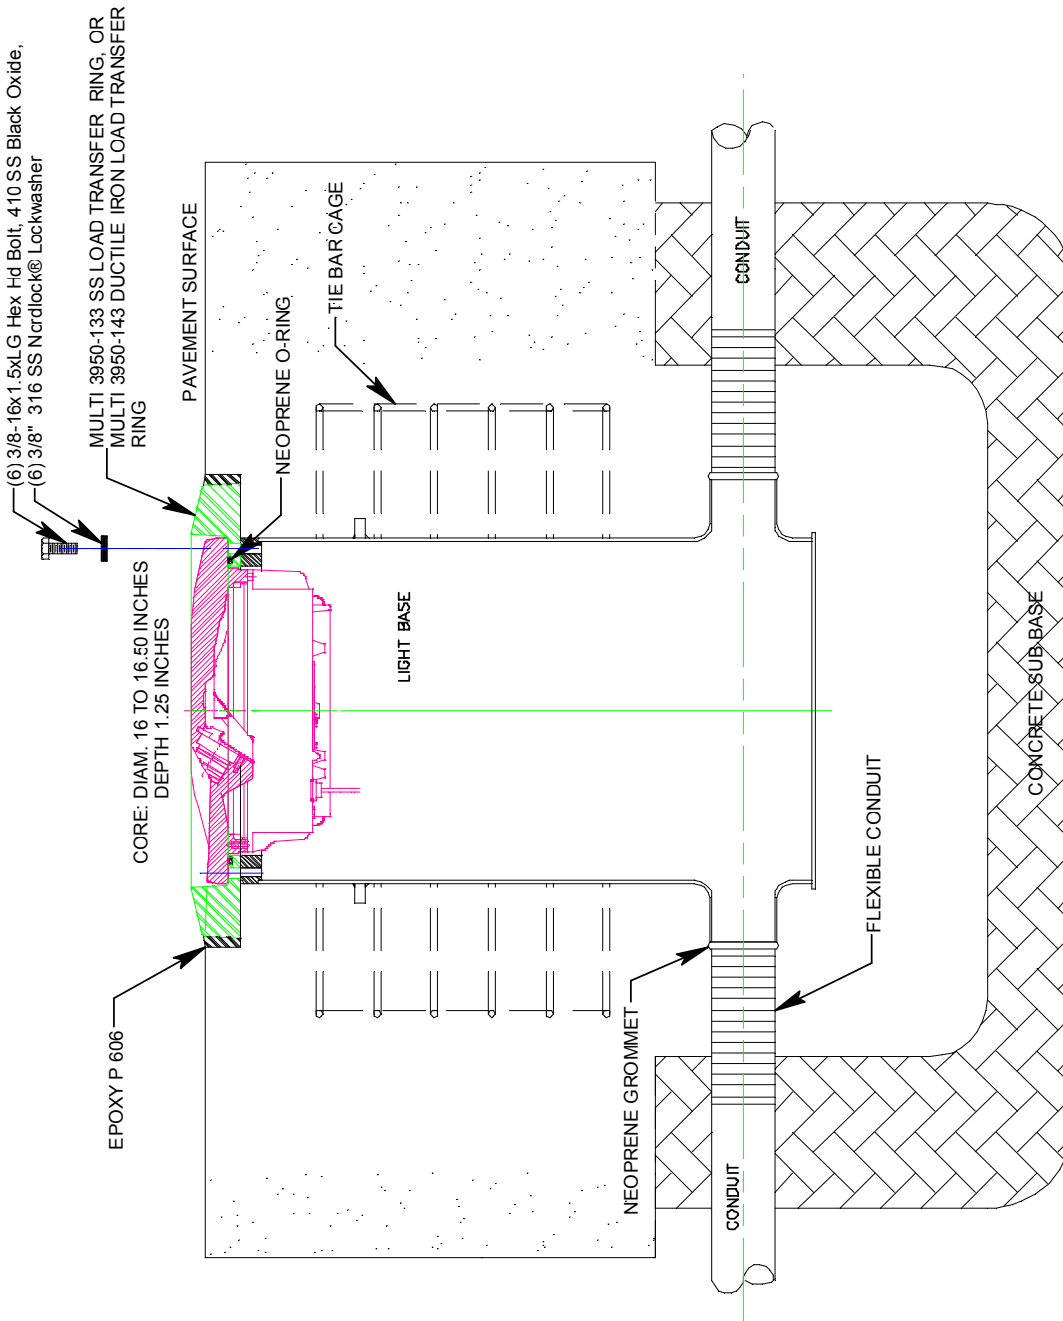 (6) 3/8-16x1.5xLG Hex Hd Bolt, 410 SS Black Oxide,
(6) 3/8" 316 SS Nordlock® Lockwasher
MULTI 3950-133 SS LOAD TRANSFER RING, OR
MULTI 3950-143 DUCTILE IRON LOAD TRANSFER
RING
PAVEMENT SURFACE
CORE: DIAM. 16 TO 16.50 INCHES
DEPTH 1.25 INCHES
EPOXY P 606
NEOPRENE O-RING
TIE BAR CAGE
LIGHT BASE
NEOPRENE GROMMET
CONDUIT
CONDUIT
FLEXIBLE CONDUIT
CONCRETE SUB BASE